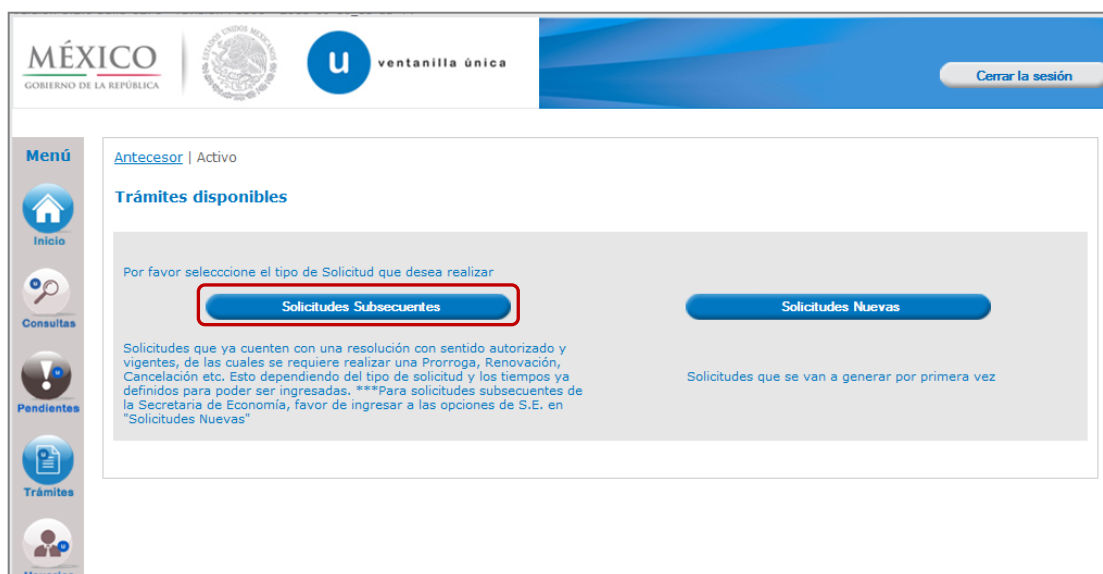 MÉXICO
GOBIERNO DE LA REPÚBLICA
ESTADOS UNIDOS MEXICANOS
u
ventanilla única
Cerrar la sesión
Menú
Inicio
Consultas
Pendientes
Trámites
Antecesor | Activo
Trámites disponibles
Por favor selecccione el tipo de Solicitud que desea realizar
Solicitudes Subsecuentes
Solicitudes que ya cuenten con una resolución con sentido autorizado y
vigentes, de las cuales se requiere realizar una Prorroga, Renovación,
Cancelación etc. Esto dependiendo del tipo de solicitud y los tiempos ya
definidos para poder ser ingresadas. ***Para solicitudes subsecuentes de
la Secretaria de Economía, favor de ingresar a las opciones de S.E. en
"Solicitudes Nuevas"
Solicitudes Nuevas
Solicitudes que se van a generar por primera vez